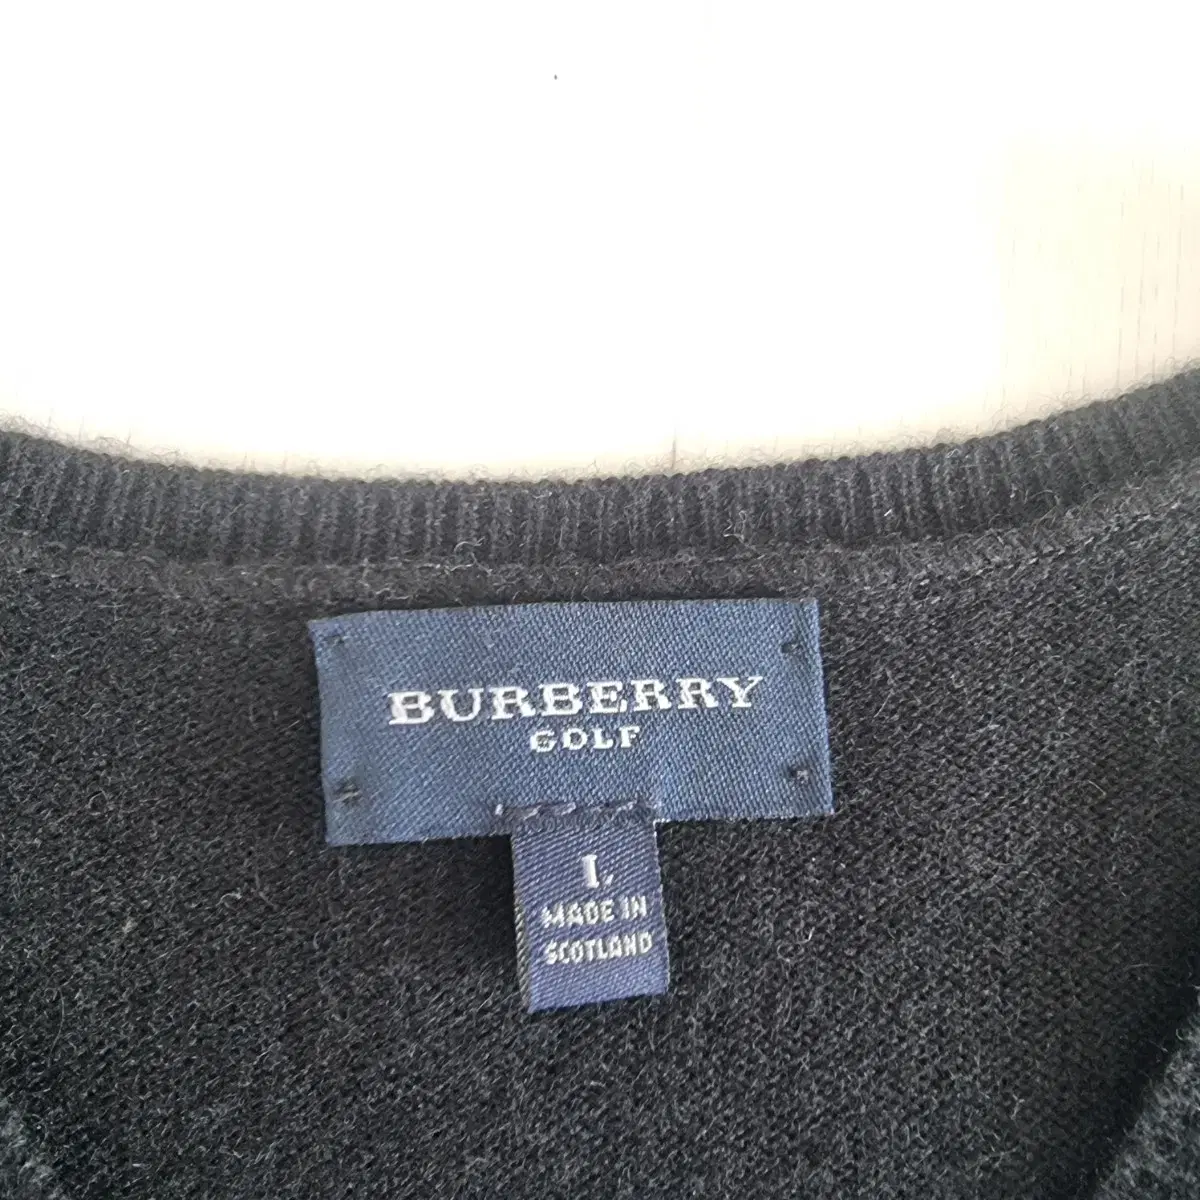 BURBERRY
GOLF
L
MADE IN
SCOTLAND